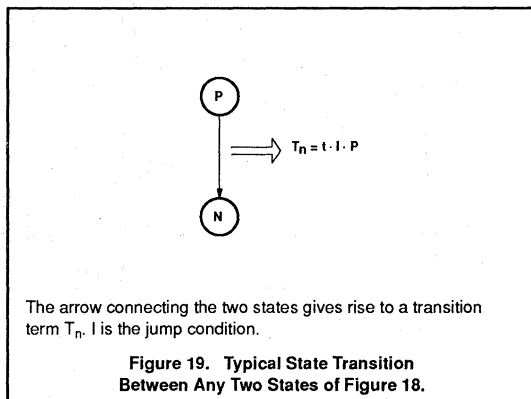 P
Tn = t · I · P
N
The arrow connecting the two states gives rise to a transition
term Tn. I is the jump condition.
Figure 19. Typical State Transition
Between Any Two States of Figure 18.